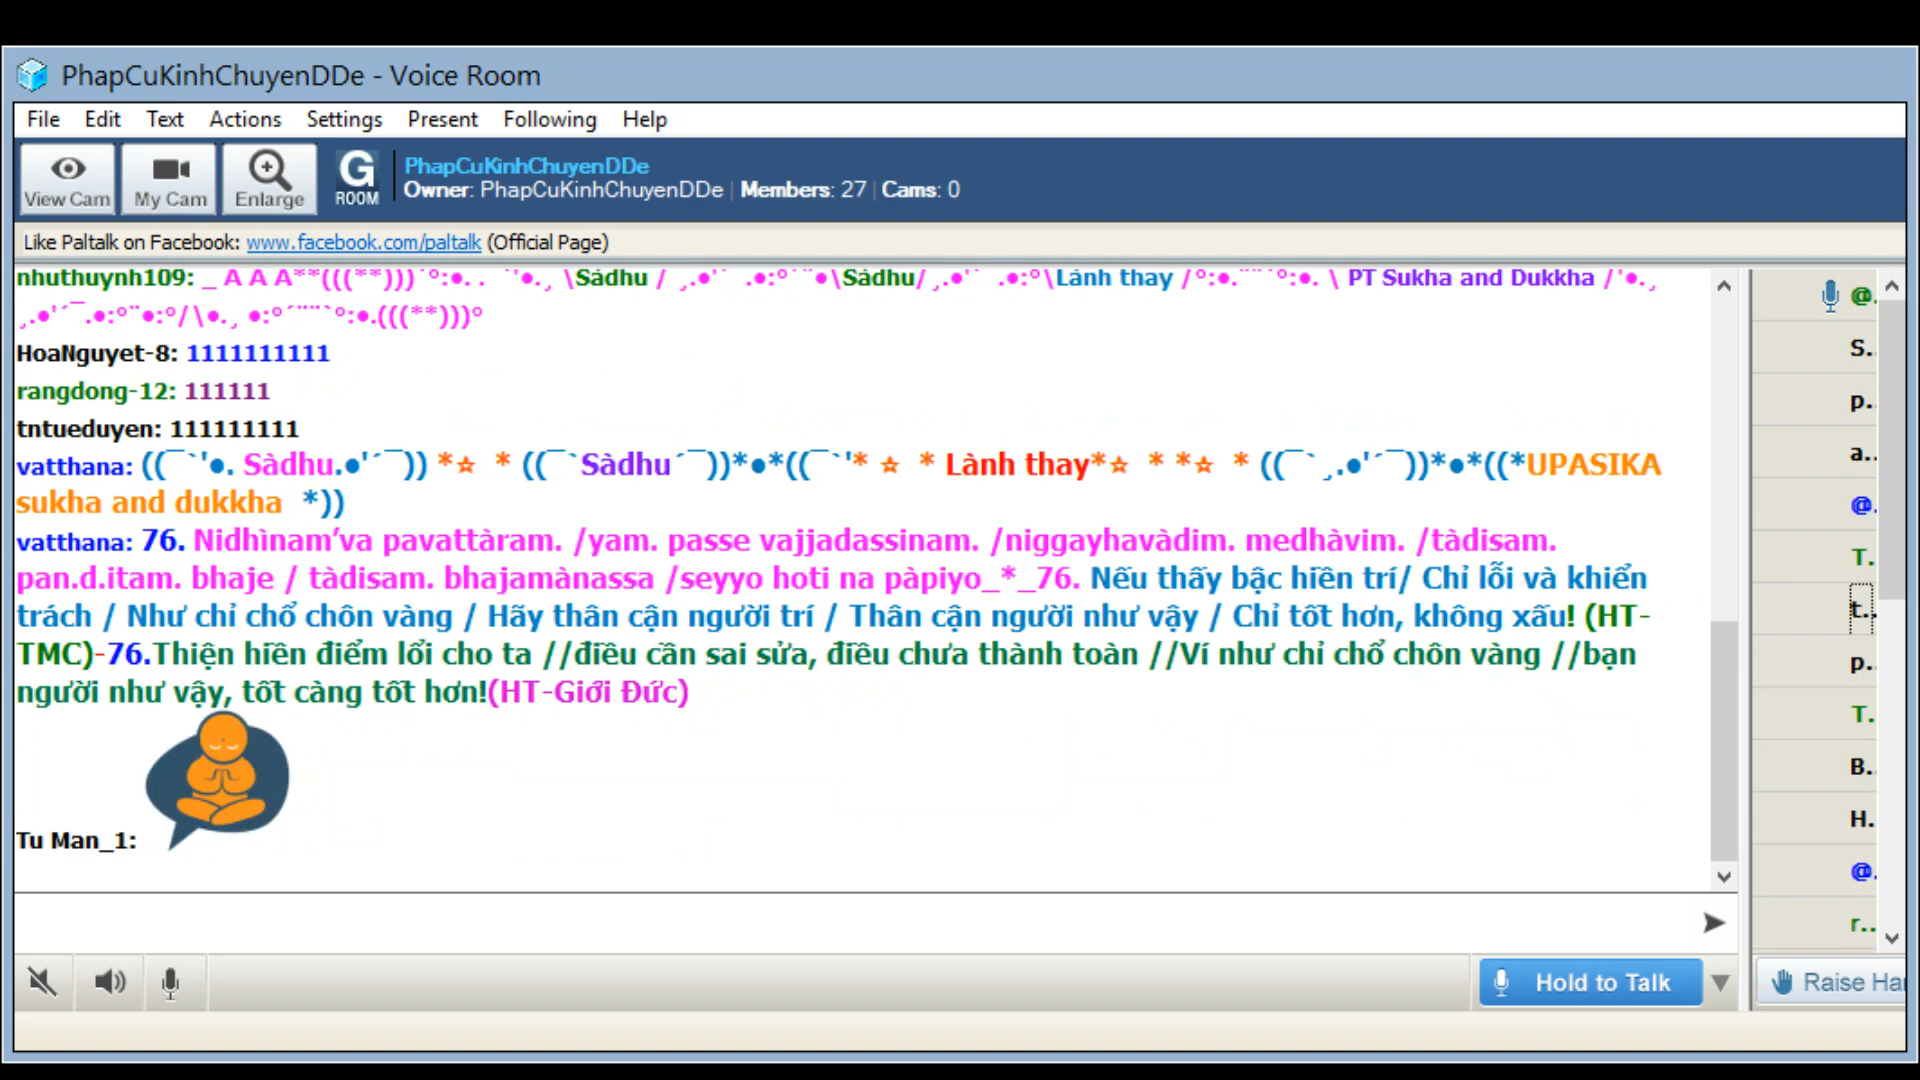 PhapCuKinhChuyenDDe - Voice Room
File Edit Text Actions Settings Present Following Help
View Cam My Cam Enlarge G ROOM PhapCuKinhChuyenDDe
Owner: PhapCuKinhChuyenDDe | Members: 27 | Cams: 0
Like Paltalk on Facebook: www.facebook.com/paltalk (Official Page)
nhuthuynh109: _ A A A**(((**)))´°:●. . ´'●.¸ \Sàdhu / ¸.●'´ .●:°´¨●\Sàdhu/ ¸.●'´ .●:°\Lành thay /°:●.¨¨´°:●. \ PT Sukha and Dukkha /'●.¸
¸.●'´¯.●:°¨●:°/\●.¸ ●:°´¨¨`°:●.(((**)))°
HoaNguyet-8: 1111111111
rangdong-12: 111111
tntueduyen: 111111111
vatthana: ((¯`'●. Sàdhu.●'´¯)) *☆ * ((¯`Sàdhu´¯))*●*((¯`'* ☆ * Lành thay*☆ * *☆ * ((¯`¸.●'´¯))*●*((*UPASIKA
sukha and dukkha *))
vatthana: 76. Nidhìnam’va pavattàram. /yam. passe vajjadassinam. /niggayhavàdim. medhàvim. /tàdisam.
pan.d.itam. bhaje / tàdisam. bhajamànassa /seyyo hoti na pàpiyo_*_76. Nếu thấy bậc hiền trí/ Chỉ lỗi và khiển
trách / Như chỉ chổ chôn vàng / Hãy thân cận người trí / Thân cận người như vậy / Chỉ tốt hơn, không xấu! (HT-
TMC)-76.Thiện hiền điểm lổi cho ta //điều cần sai sửa, điều chưa thành toàn //Ví như chỉ chổ chôn vàng //bạn
người như vậy, tốt càng tốt hơn!(HT-Giới Đức)
Tu Man_1:
@.
S.
p.
a.
@.
T.
t.
p.
T.
B.
H.
@.
r..
Hold to Talk
Raise Ha